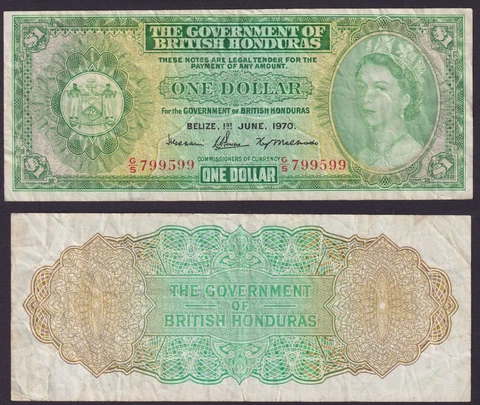 $1
$1
THE GOVERNMENT OF
BRITISH HONDURAS
THESE NOTES ARE LEGAL TENDER FOR THE
PAYMENT OF ANY AMOUNT.
ONE DOLLAR
For the GOVERNMENT OF BRITISH HONDURAS
BELIZE, 1ST JUNE, 1970.
G/5 799599
G/5 799599
COMMISSIONERS OF CURRENCY
$1
ONE DOLLAR
$1
THE GOVERNMENT
OF
BRITISH HONDURAS